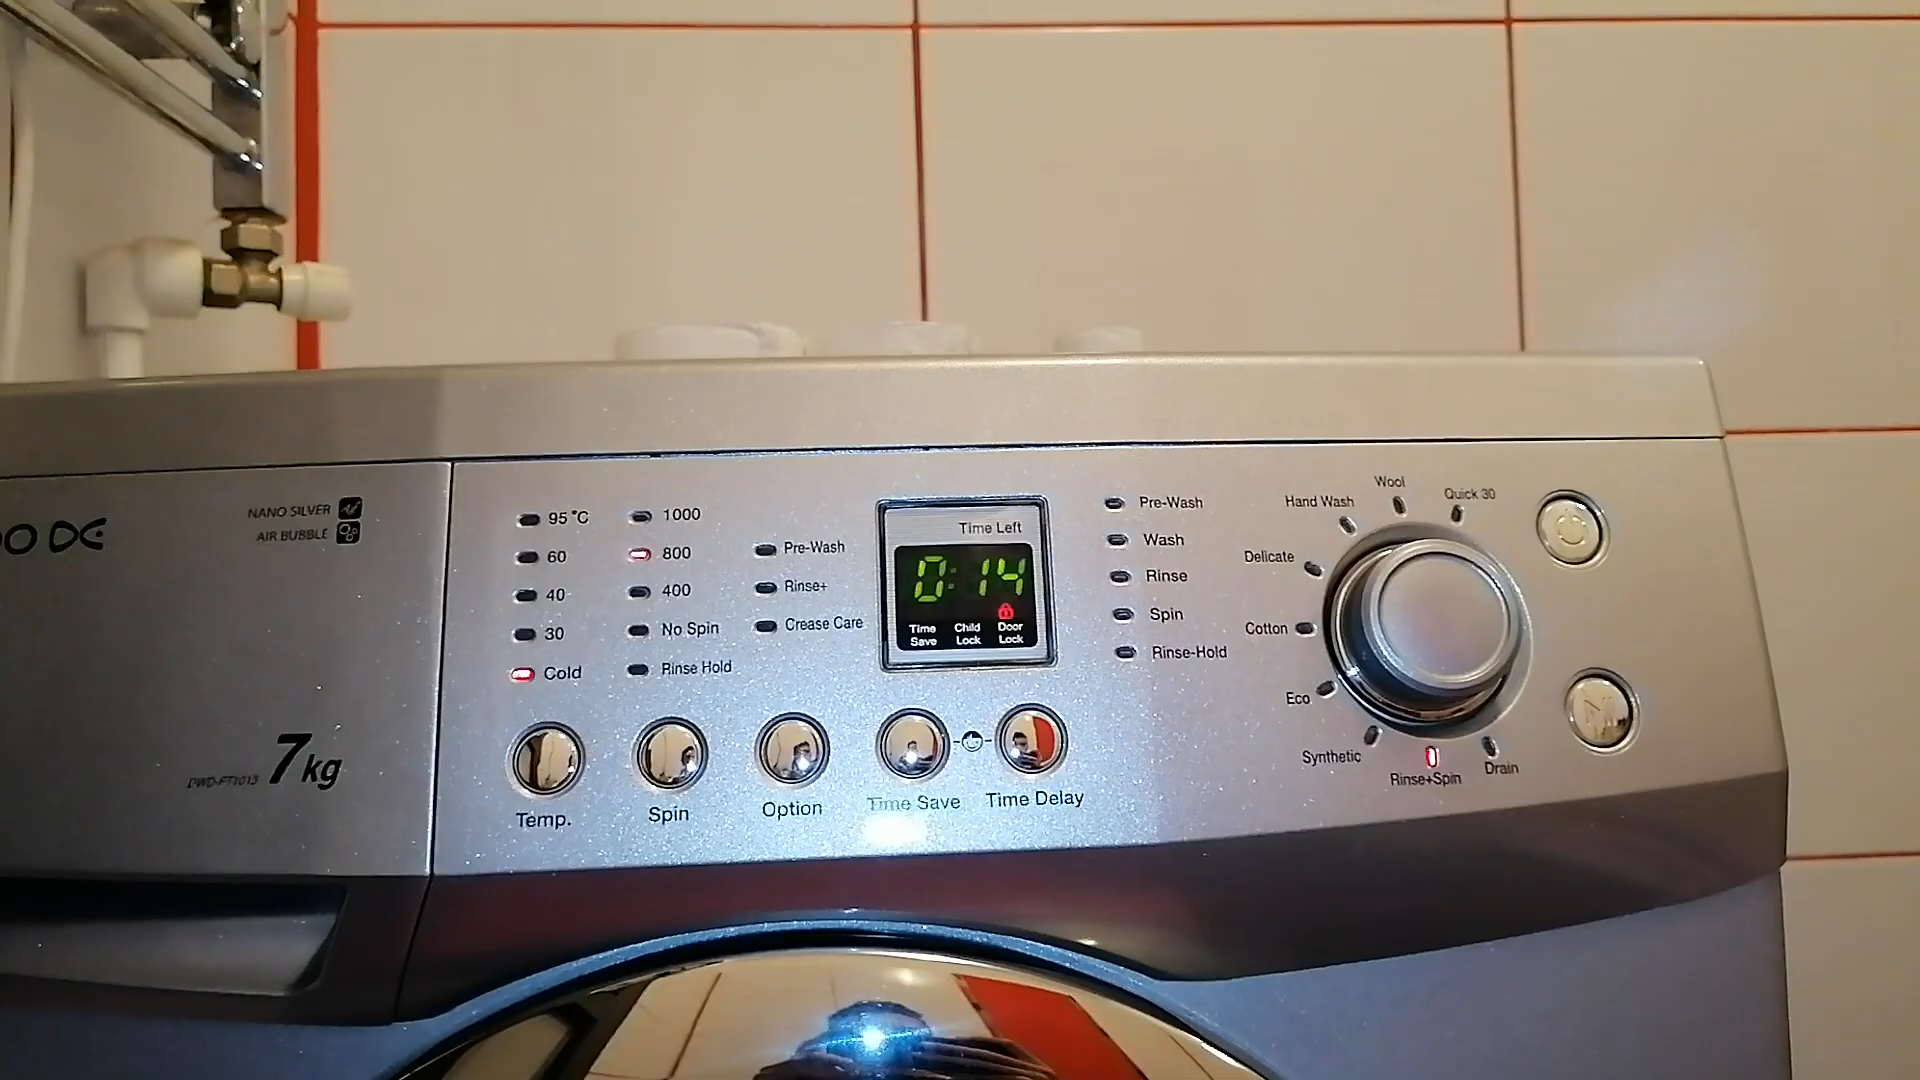 NANO SILVER
AIR BUBBLE
DWD-FT1013 7kg
95°C
60
40
30
Cold
Temp.
1000
800
400
No Spin
Rinse Hold
Spin
Pre-Wash
Rinse+
Crease Care
Option
Time Left
0:14
Time Save
Child Lock
Door Lock
Time Save
Time Delay
Pre-Wash
Wash
Rinse
Spin
Rinse-Hold
Wool
Hand Wash
Quick 30
Delicate
Cotton
Eco
Synthetic
Rinse+Spin
Drain